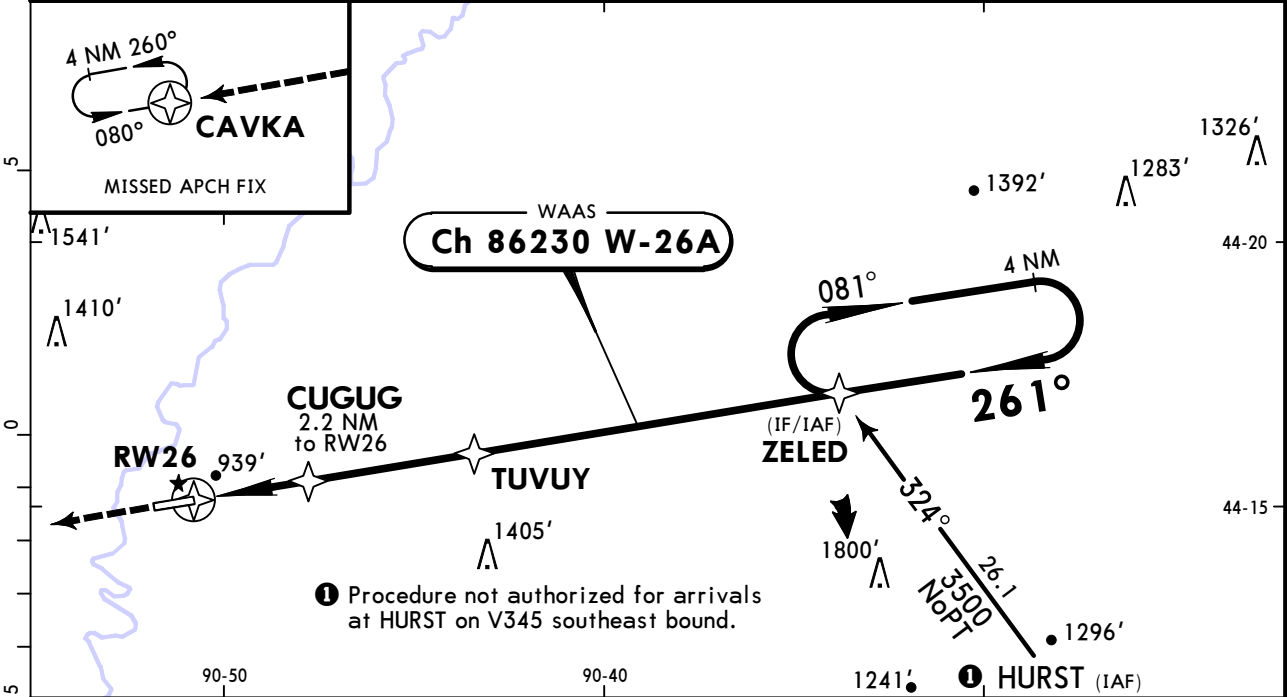 4 NM 260°
080°
CAVKA
MISSED APCH FIX
5
1541'
1410'
WAAS
Ch 86230 W-26A
1392'
1283'
1326'
44-20
081°
4 NM
261°
(IF/IAF)
ZELED
CUGUG
2.2 NM
to RW26
0
RW26
939'
TUVUY
1405'
324°
26.1
3500
NoPT
44-15
1800'
1 Procedure not authorized for arrivals
at HURST on V345 southeast bound.
1296'
1241'
1 HURST (IAF)
90-50
90-40
5